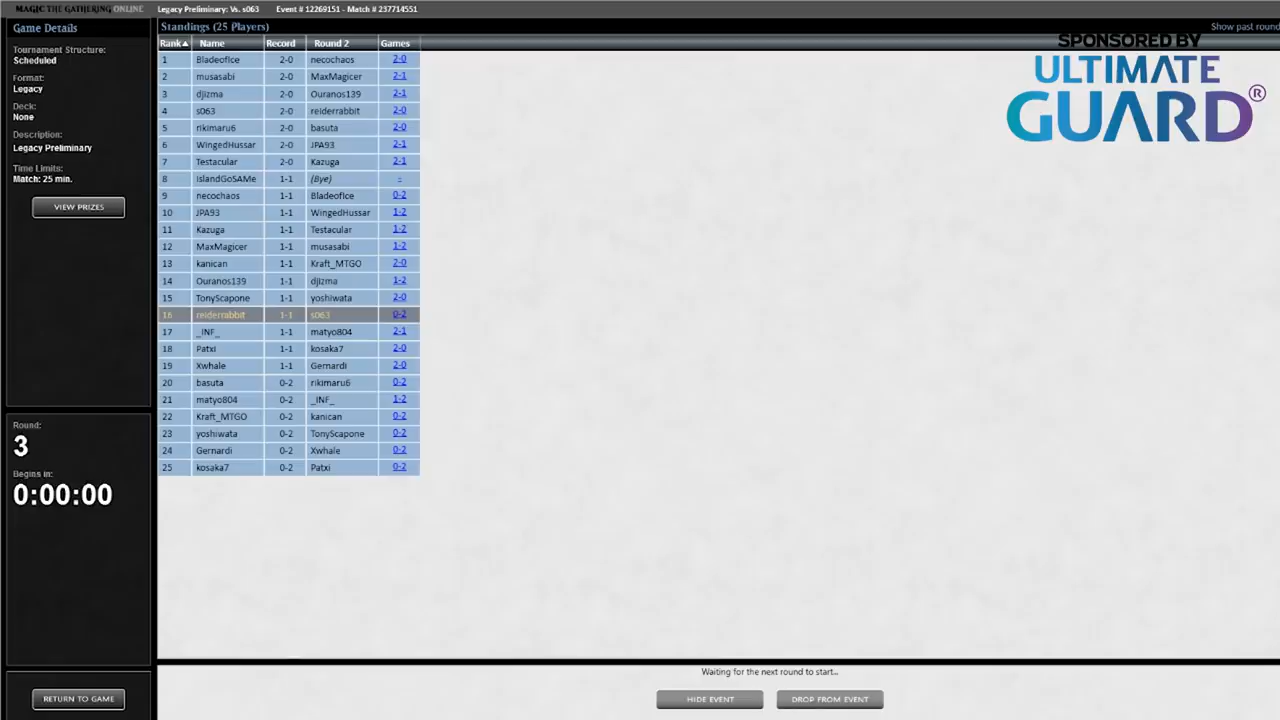 MAGIC THE GATHERING ONLINE
Legacy Preliminary: Vs. s063 Event # 12269151 - Match # 237714551
Game Details
Tournament Structure:
Scheduled
Format:
Legacy
Deck:
None
Description:
Legacy Preliminary
Time Limits:
Match: 25 min.
VIEW PRIZES
Round:
3
Begins in:
0:00:00
RETURN TO GAME
Standings (25 Players)
Show past round
Rank Name Record Round 2 Games
1 BladeofIce 2-0 necochaos 2-0
2 musasabi 2-0 MaxMagicer 2-1
3 djizma 2-0 Ouranos139 2-1
4 s063 2-0 reiderrabbit 2-0
5 rikimaru6 2-0 basuta 2-0
6 WingedHussar 2-0 JPA93 2-1
7 Testacular 2-0 Kazuga 2-1
8 IslandGoSAMe 1-1 (Bye) -
9 necochaos 1-1 BladeofIce 0-2
10 JPA93 1-1 WingedHussar 1-2
11 Kazuga 1-1 Testacular 1-2
12 MaxMagicer 1-1 musasabi 1-2
13 kanican 1-1 Kraft_MTGO 2-0
14 Ouranos139 1-1 djizma 1-2
15 TonyScapone 1-1 yoshiwata 2-0
16 reiderrabbit 1-1 s063 0-2
17 _INF_ 1-1 matyo804 2-1
18 Patxi 1-1 kosaka7 2-0
19 Xwhale 1-1 Gernardi 2-0
20 basuta 0-2 rikimaru6 0-2
21 matyo804 0-2 _INF_ 1-2
22 Kraft_MTGO 0-2 kanican 0-2
23 yoshiwata 0-2 TonyScapone 0-2
24 Gernardi 0-2 Xwhale 0-2
25 kosaka7 0-2 Patxi 0-2
SPONSORED BY
ULTIMATE
GUARD®
Waiting for the next round to start...
HIDE EVENT DROP FROM EVENT